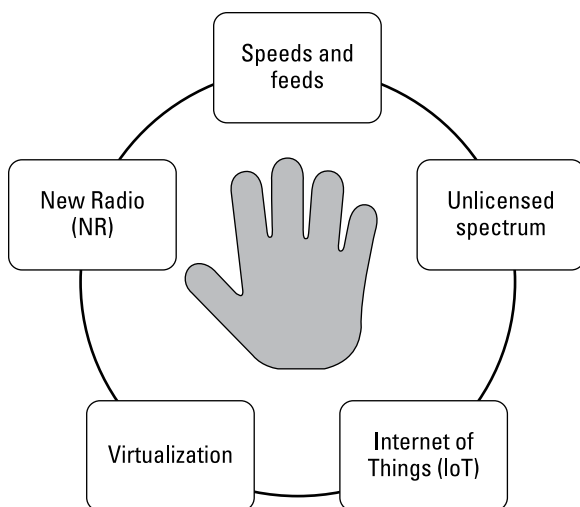 Speeds and
feeds
New Radio
(NR)
Unlicensed
spectrum
Virtualization
Internet of
Things (IoT)